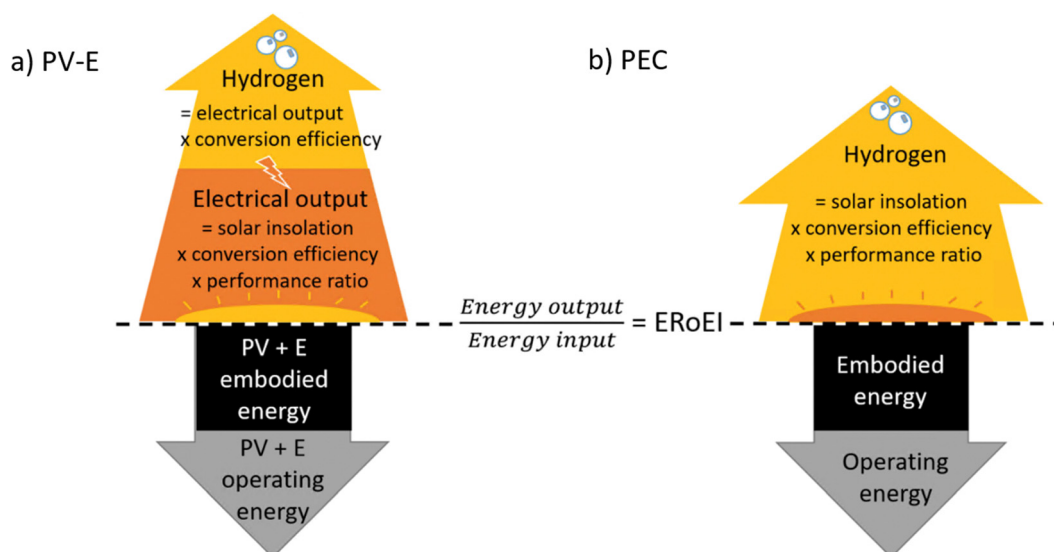 a) PV-E
Hydrogen
= electrical output
x conversion efficiency
Electrical output
= solar insolation
x conversion efficiency
x performance ratio
PV + E
embodied
energy
PV + E
operating
energy
Energy output
Energy input
= ERoEI
b) PEC
Hydrogen
= solar insolation
x conversion efficiency
x performance ratio
Embodied
energy
Operating
energy